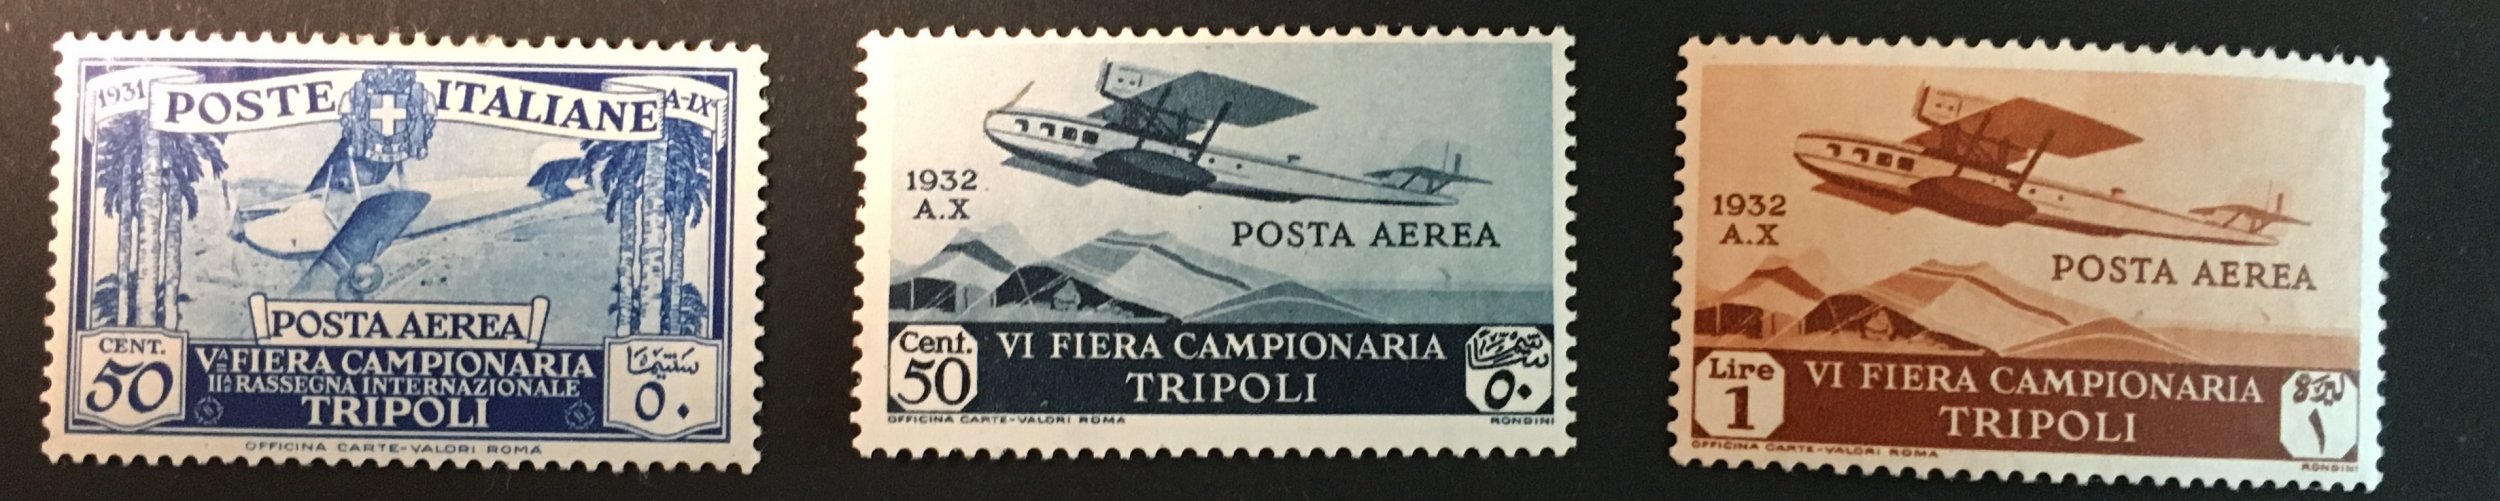 1931 POSTE ITALIANE A·IX
POSTA AEREA
CENT.
50
Vᴬ FIERA CAMPIONARIA
IIᴬ RASSEGNA INTERNAZIONALE
TRIPOLI
٥٠
OFFICINA CARTE-VALORI ROMA
1932
A.X
POSTA AEREA
Cent.
50
VI FIERA CAMPIONARIA
TRIPOLI
٥٠
OFFICINA CARTE-VALORI ROMA
RONDINI
1932
A.X
POSTA AEREA
Lire
1
VI FIERA CAMPIONARIA
TRIPOLI
١
OFFICINA CARTE-VALORI ROMA
RONDINI